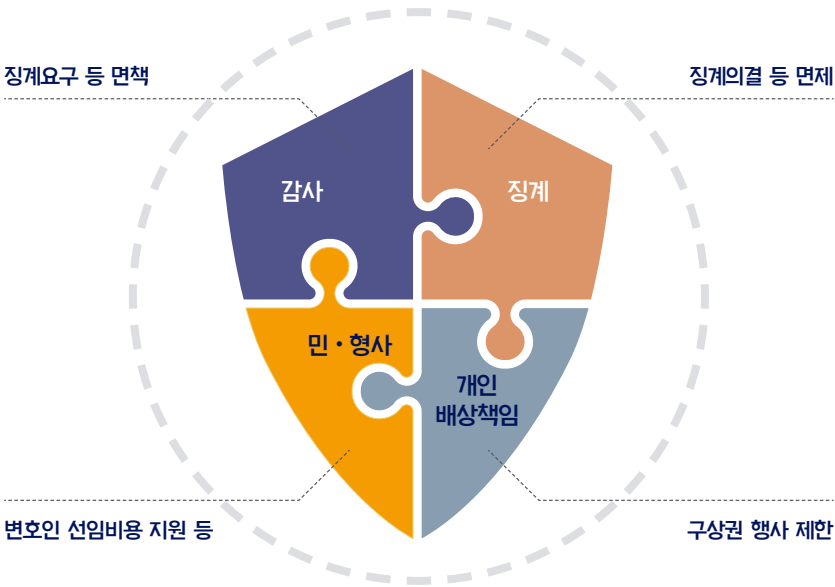 징계요구 등 면책
징계의결 등 면제
감사
징계
민·형사
개인
배상책임
변호인 선임비용 지원 등
구상권 행사 제한